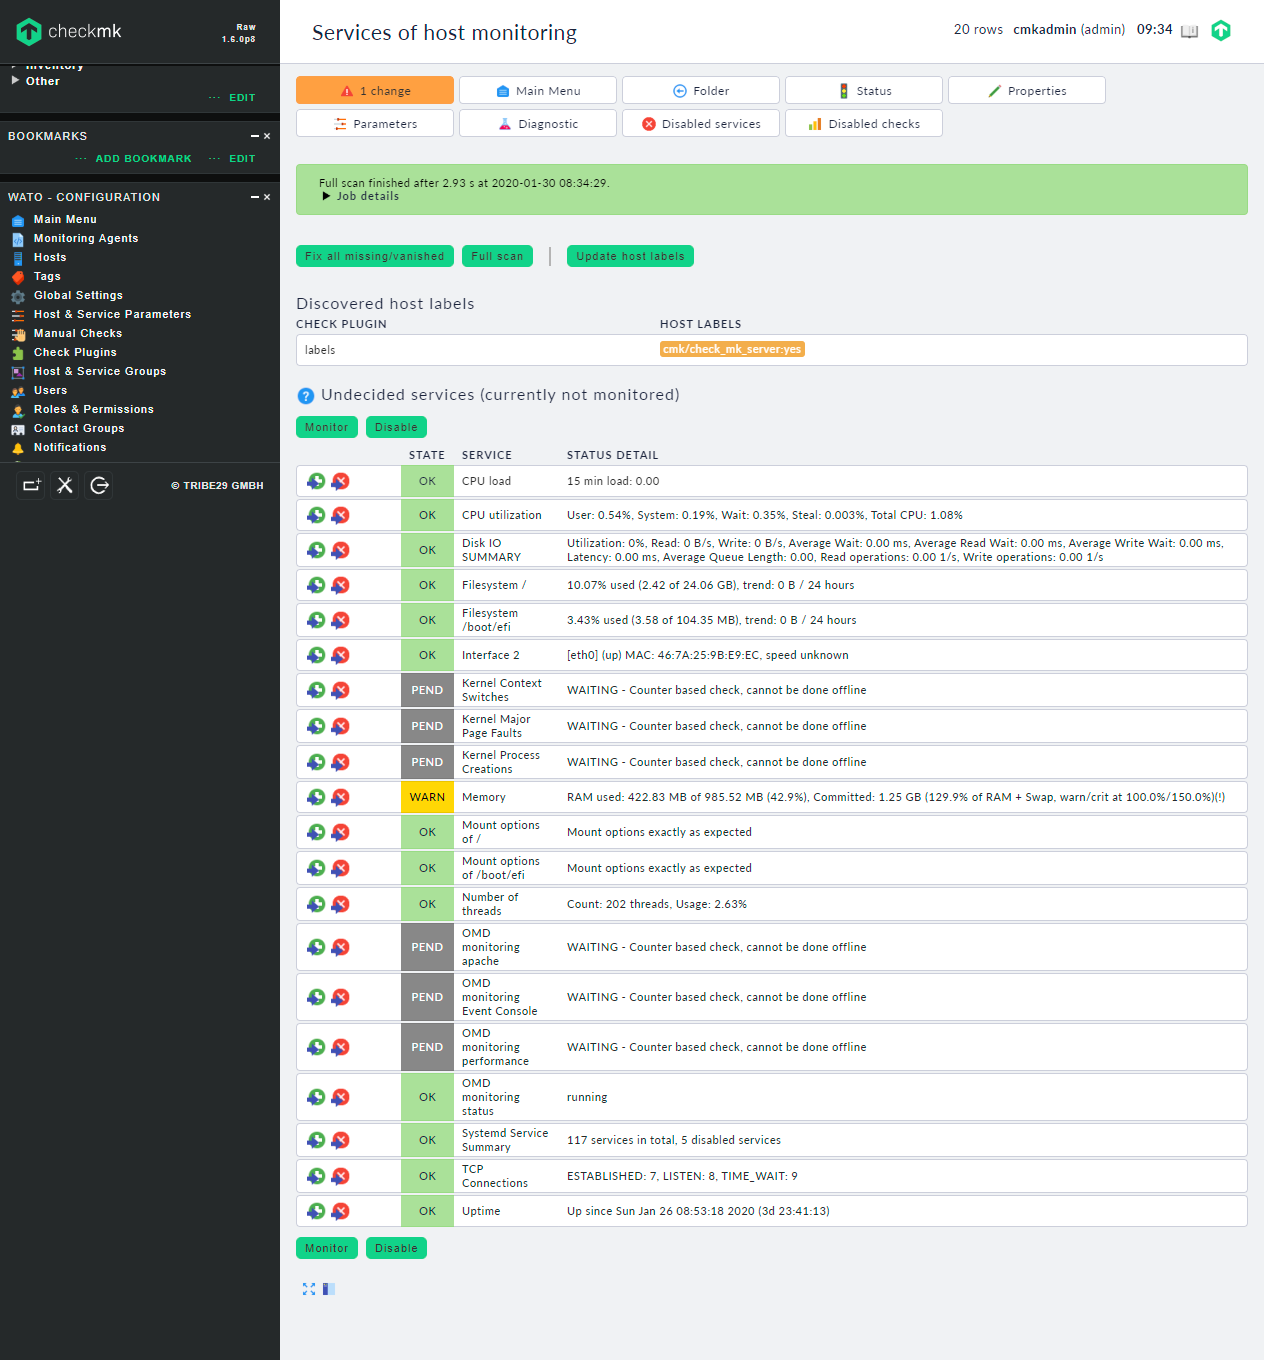 checkmk
Raw
1.6.0p8
Services of host monitoring
20 rows cmkadmin (admin) 09:34
Inventory
Other
··· EDIT
BOOKMARKS
··· ADD BOOKMARK ··· EDIT
WATO - CONFIGURATION
Main Menu
Monitoring Agents
Hosts
Tags
Global Settings
Host & Service Parameters
Manual Checks
Check Plugins
Host & Service Groups
Users
Roles & Permissions
Contact Groups
Notifications
© TRIBE29 GMBH
1 change
Main Menu
Folder
Status
Properties
Parameters
Diagnostic
Disabled services
Disabled checks
Full scan finished after 2.93 s at 2020-01-30 08:34:29.
Job details
Fix all missing/vanished
Full scan
Update host labels
Discovered host labels
CHECK PLUGIN HOST LABELS
labels cmk/check_mk_server:yes
Undecided services (currently not monitored)
Monitor
Disable
STATE SERVICE STATUS DETAIL
OK CPU load 15 min load: 0.00
OK CPU utilization User: 0.54%, System: 0.19%, Wait: 0.35%, Steal: 0.003%, Total CPU: 1.08%
OK
Disk IO
SUMMARY
Utilization: 0%, Read: 0 B/s, Write: 0 B/s, Average Wait: 0.00 ms, Average Read Wait: 0.00 ms, Average Write Wait: 0.00 ms,
Latency: 0.00 ms, Average Queue Length: 0.00, Read operations: 0.00 1/s, Write operations: 0.00 1/s
OK Filesystem / 10.07% used (2.42 of 24.06 GB), trend: 0 B / 24 hours
OK
Filesystem
/boot/efi
3.43% used (3.58 of 104.35 MB), trend: 0 B / 24 hours
OK Interface 2 [eth0] (up) MAC: 46:7A:25:9B:E9:EC, speed unknown
PEND
Kernel Context
Switches
WAITING - Counter based check, cannot be done offline
PEND
Kernel Major
Page Faults
WAITING - Counter based check, cannot be done offline
PEND
Kernel Process
Creations
WAITING - Counter based check, cannot be done offline
WARN Memory RAM used: 422.83 MB of 985.52 MB (42.9%), Committed: 1.25 GB (129.9% of RAM + Swap, warn/crit at 100.0%/150.0%)(!)
OK
Mount options
of /
Mount options exactly as expected
OK
Mount options
of /boot/efi
Mount options exactly as expected
OK
Number of
threads
Count: 202 threads, Usage: 2.63%
PEND
OMD
monitoring
apache
WAITING - Counter based check, cannot be done offline
PEND
OMD
monitoring
Event Console
WAITING - Counter based check, cannot be done offline
PEND
OMD
monitoring
performance
WAITING - Counter based check, cannot be done offline
OK
OMD
monitoring
status
running
OK
Systemd Service
Summary
117 services in total, 5 disabled services
OK
TCP
Connections
ESTABLISHED: 7, LISTEN: 8, TIME_WAIT: 9
OK Uptime Up since Sun Jan 26 08:53:18 2020 (3d 23:41:13)
Monitor
Disable